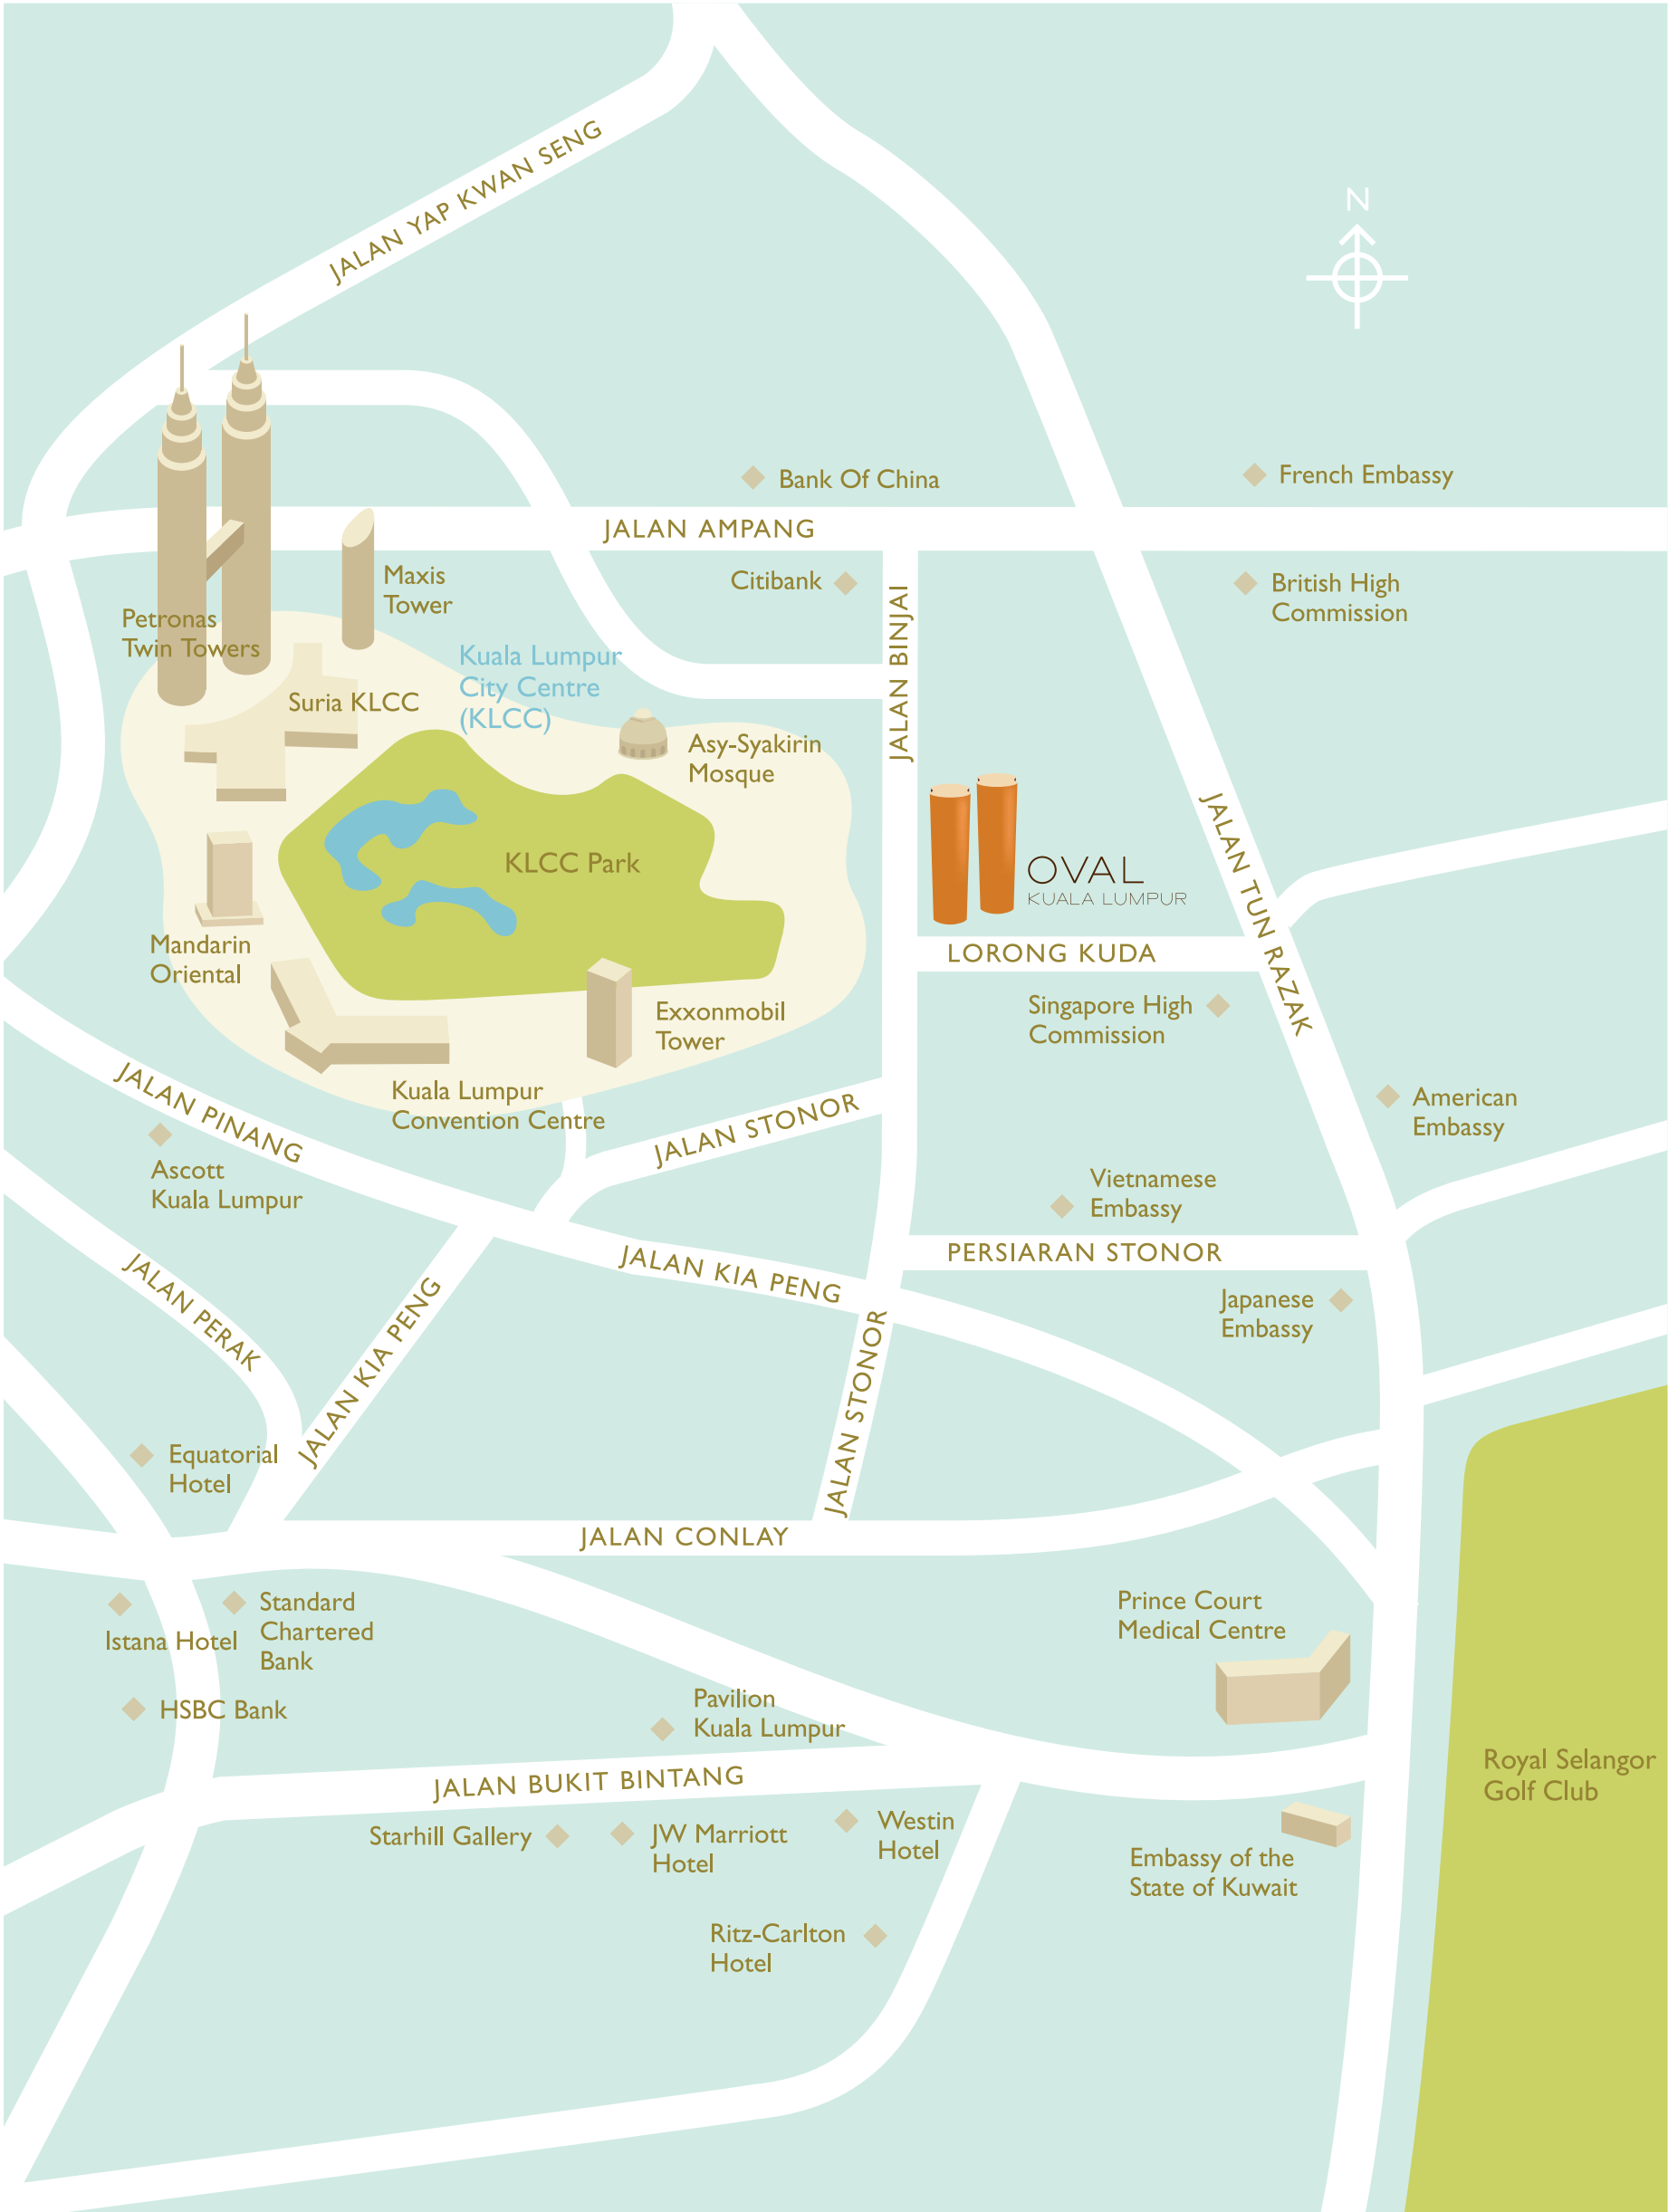 JALAN YAP KWAN SENG
N
Bank Of China
French Embassy
JALAN AMPANG
Maxis
Tower
Citibank
British High
Commission
Petronas
Twin Towers
JALAN BINJAI
Kuala Lumpur
City Centre
(KLCC)
Suria KLCC
Asy-Syakirin
Mosque
JALAN TUN RAZAK
KLCC Park
OVAL
KUALA LUMPUR
Mandarin
Oriental
LORONG KUDA
Exxonmobil
Tower
Singapore High
Commission
JALAN PINANG
Kuala Lumpur
Convention Centre
JALAN STONOR
American
Embassy
Ascott
Kuala Lumpur
Vietnamese
Embassy
JALAN PERAK
JALAN KIA PENG
JALAN KIA PENG
PERSIARAN STONOR
Japanese
Embassy
JALAN STONOR
Equatorial
Hotel
JALAN CONLAY
Istana Hotel
Standard
Chartered
Bank
Prince Court
Medical Centre
HSBC Bank
Pavilion
Kuala Lumpur
JALAN BUKIT BINTANG
Royal Selangor
Golf Club
Starhill Gallery
JW Marriott
Hotel
Westin
Hotel
Embassy of the
State of Kuwait
Ritz-Carlton
Hotel